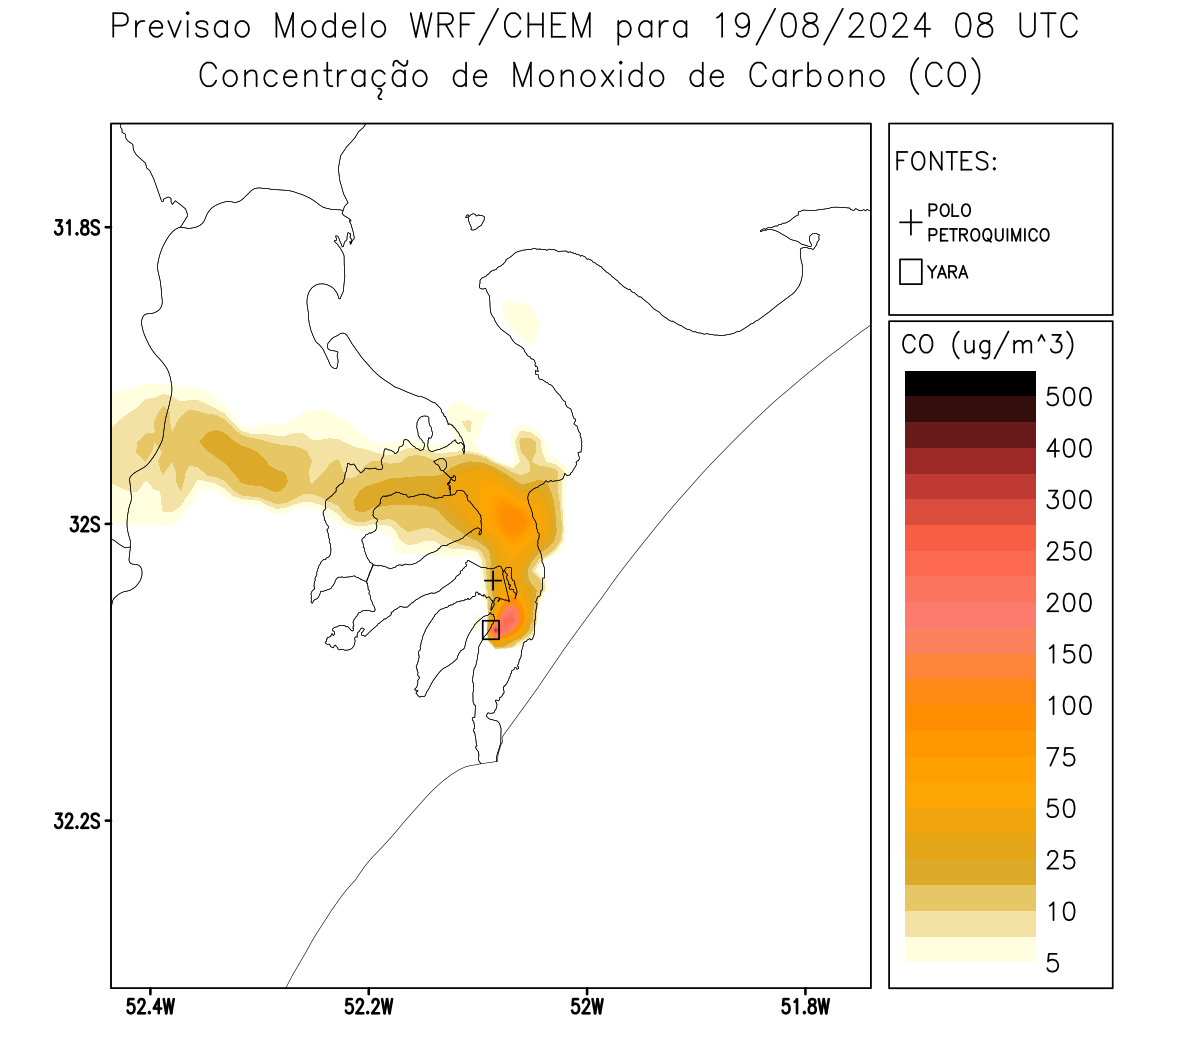 Previsao Modelo WRF/CHEM para 19/08/2024 08 UTC
Concentração de Monoxido de Carbono (CO)
FONTES:
POLO
PETROQUIMICO
YARA
CO (ug/m^3)
500
400
300
250
200
150
100
75
50
25
10
5
31.8S
32S
32.2S
52.4W
52.2W
52W
51.8W